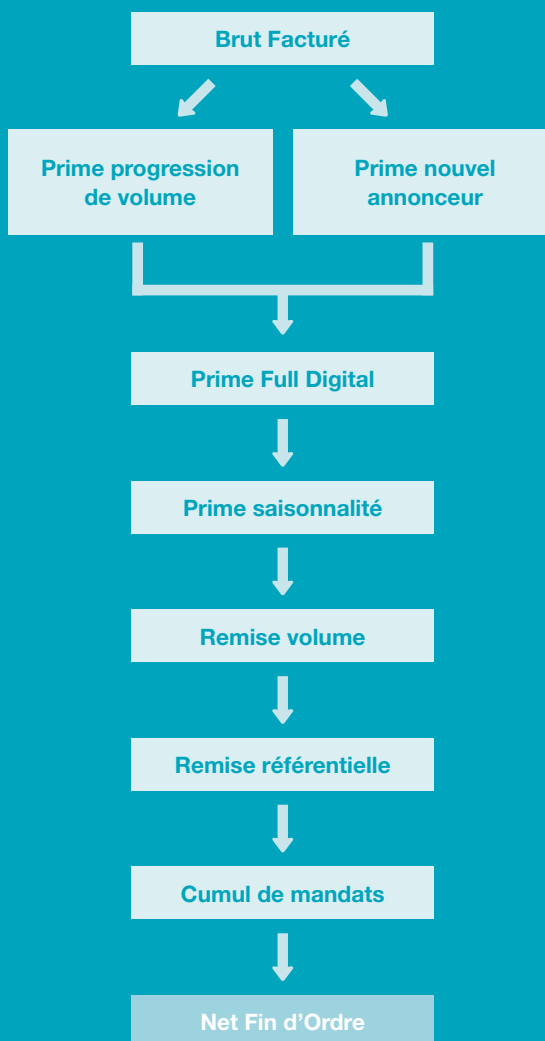 Brut Facturé
Prime progression
de volume
Prime nouvel
annonceur
Prime Full Digital
Prime saisonnalité
Remise volume
Remise référentielle
Cumul de mandats
Net Fin d’Ordre